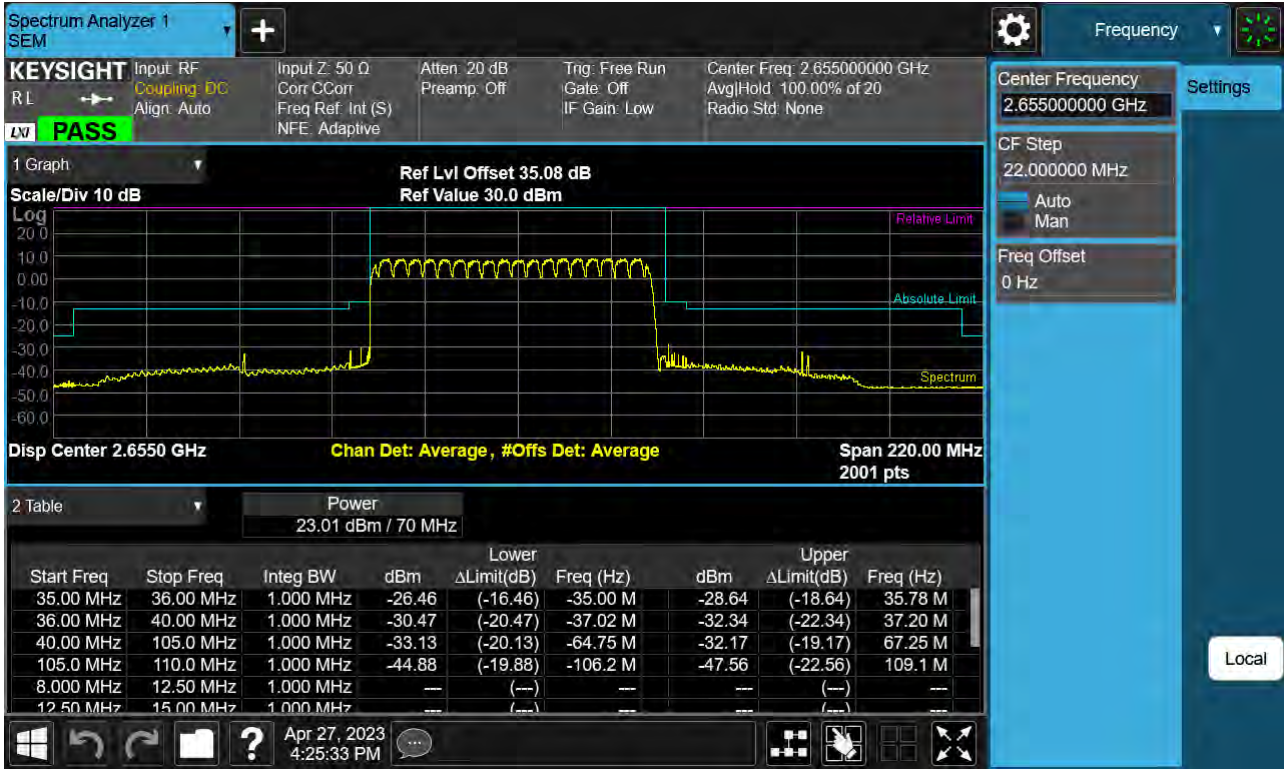 Spectrum Analyzer 1
SEM
Frequency
KEYSIGHT
Input: RF
Coupling: DC
Align: Auto
Input Z: 50 Ω
Corr CCorr
Freq Ref: Int (S)
NFE: Adaptive
Atten: 20 dB
Preamp: Off
Trig: Free Run
Gate: Off
IF Gain: Low
Center Freq: 2.655000000 GHz
Avg|Hold: 100.00% of 20
Radio Std: None
R L
LXI
PASS
Center Frequency
2.655000000 GHz
Settings
CF Step
22.000000 MHz
Auto
Man
Freq Offset
0 Hz
Local
1 Graph
Scale/Div 10 dB
Ref Lvl Offset 35.08 dB
Ref Value 30.0 dBm
Log
Relative Limit
20.0
10.0
0.00
-10.0
Absolute Limit
-20.0
-30.0
-40.0
Spectrum
-50.0
-60.0
Disp Center 2.6550 GHz
Chan Det: Average, #Offs Det: Average
Span 220.00 MHz
2001 pts
2 Table
Power
23.01 dBm / 70 MHz
Lower Upper
Start Freq Stop Freq Integ BW dBm ΔLimit(dB) Freq (Hz) dBm ΔLimit(dB) Freq (Hz)
35.00 MHz 36.00 MHz 1.000 MHz -26.46 (-16.46) -35.00 M -28.64 (-18.64) 35.78 M
36.00 MHz 40.00 MHz 1.000 MHz -30.47 (-20.47) -37.02 M -32.34 (-22.34) 37.20 M
40.00 MHz 105.0 MHz 1.000 MHz -33.13 (-20.13) -64.75 M -32.17 (-19.17) 67.25 M
105.0 MHz 110.0 MHz 1.000 MHz -44.88 (-19.88) -106.2 M -47.56 (-22.56) 109.1 M
8.000 MHz 12.50 MHz 1.000 MHz --- (---) --- --- (---) ---
12.50 MHz 15.00 MHz 1.000 MHz --- (---) --- --- (---) ---
Apr 27, 2023
4:25:33 PM